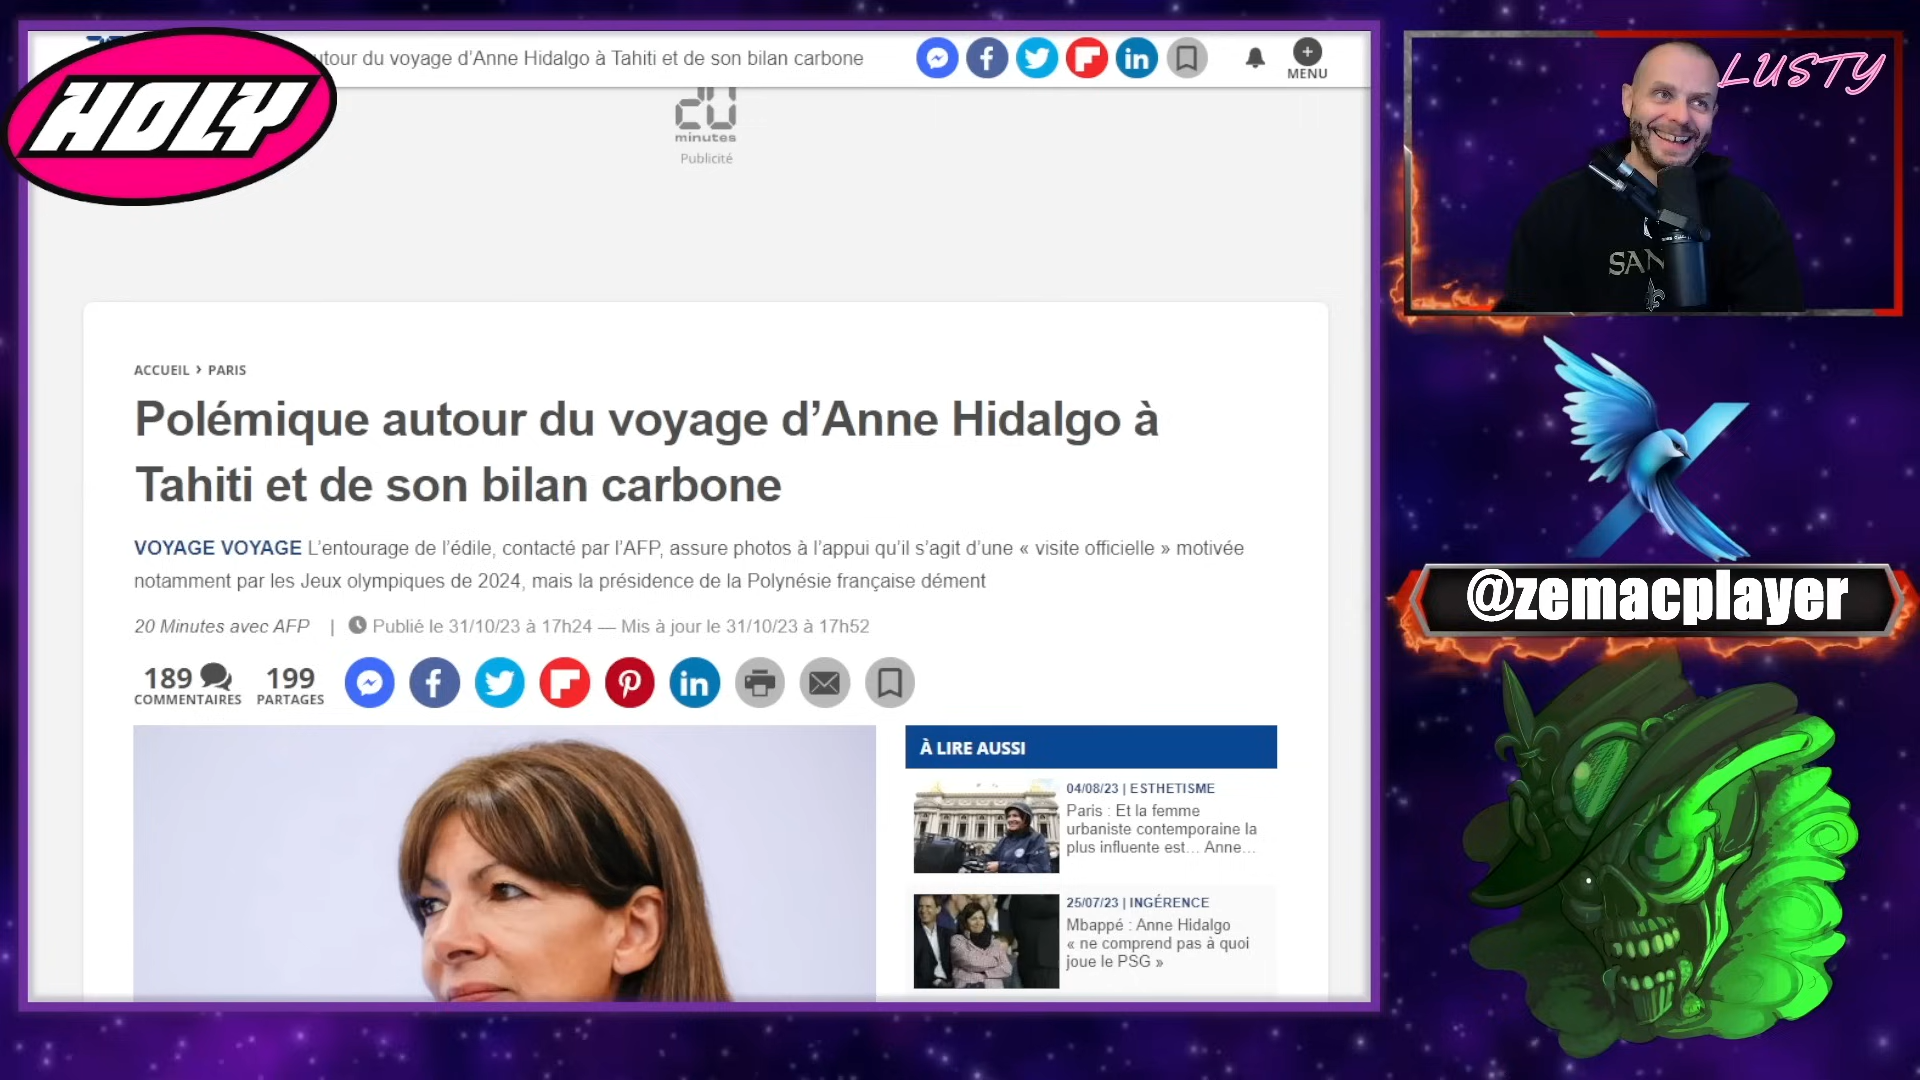 HOLY
tour du voyage d’Anne Hidalgo à Tahiti et de son bilan carbone
MENU
20
minutes
Publicité
ACCUEIL › PARIS
Polémique autour du voyage d’Anne Hidalgo à
Tahiti et de son bilan carbone
VOYAGE VOYAGE L’entourage de l’édile, contacté par l’AFP, assure photos à l’appui qu’il s’agit d’une « visite officielle » motivée
notamment par les Jeux olympiques de 2024, mais la présidence de la Polynésie française dément
20 Minutes avec AFP | Publié le 31/10/23 à 17h24 — Mis à jour le 31/10/23 à 17h52
189
COMMENTAIRES
199
PARTAGES
À LIRE AUSSI
04/08/23 | ESTHETISME
Paris : Et la femme
urbaniste contemporaine la
plus influente est… Anne…
25/07/23 | INGÉRENCE
Mbappé : Anne Hidalgo
« ne comprend pas à quoi
joue le PSG »
LUSTY
SAN
@zemacplayer